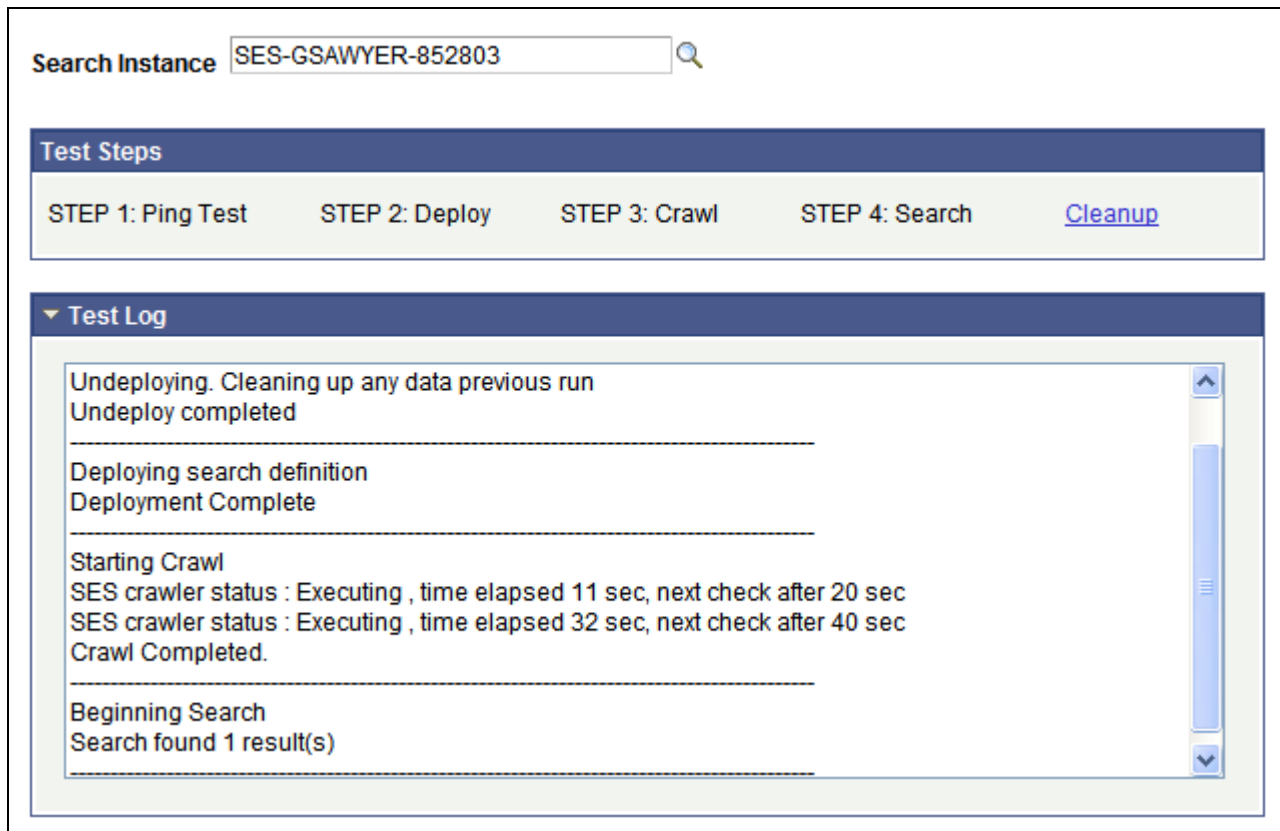 Search Instance SES-GSAWYER-852803
Test Steps
STEP 1: Ping Test STEP 2: Deploy STEP 3: Crawl STEP 4: Search Cleanup
Test Log
Undeploying. Cleaning up any data previous run
Undeploy completed
Deploying search definition
Deployment Complete
Starting Crawl
SES crawler status : Executing , time elapsed 11 sec, next check after 20 sec
SES crawler status : Executing , time elapsed 32 sec, next check after 40 sec
Crawl Completed.
Beginning Search
Search found 1 result(s)